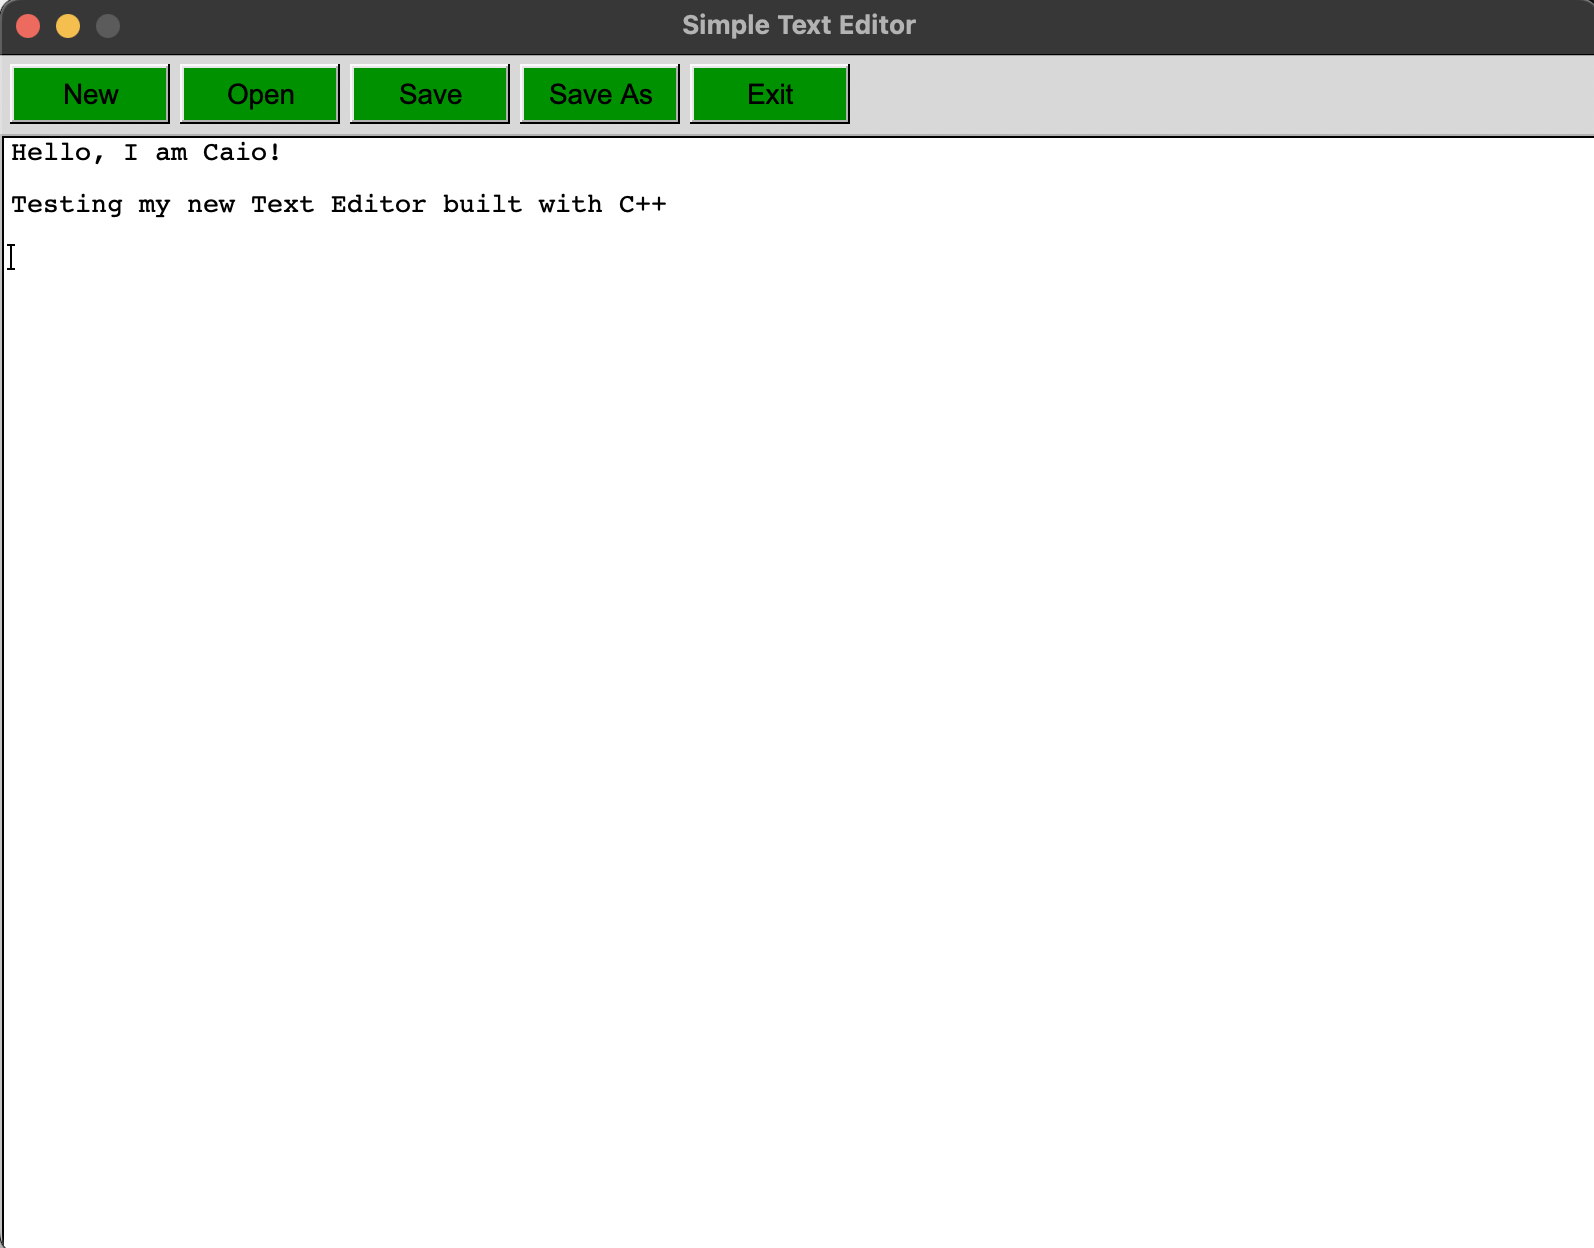 Simple Text Editor
New Open Save Save As Exit
Hello, I am Caio!
Testing my new Text Editor built with C++